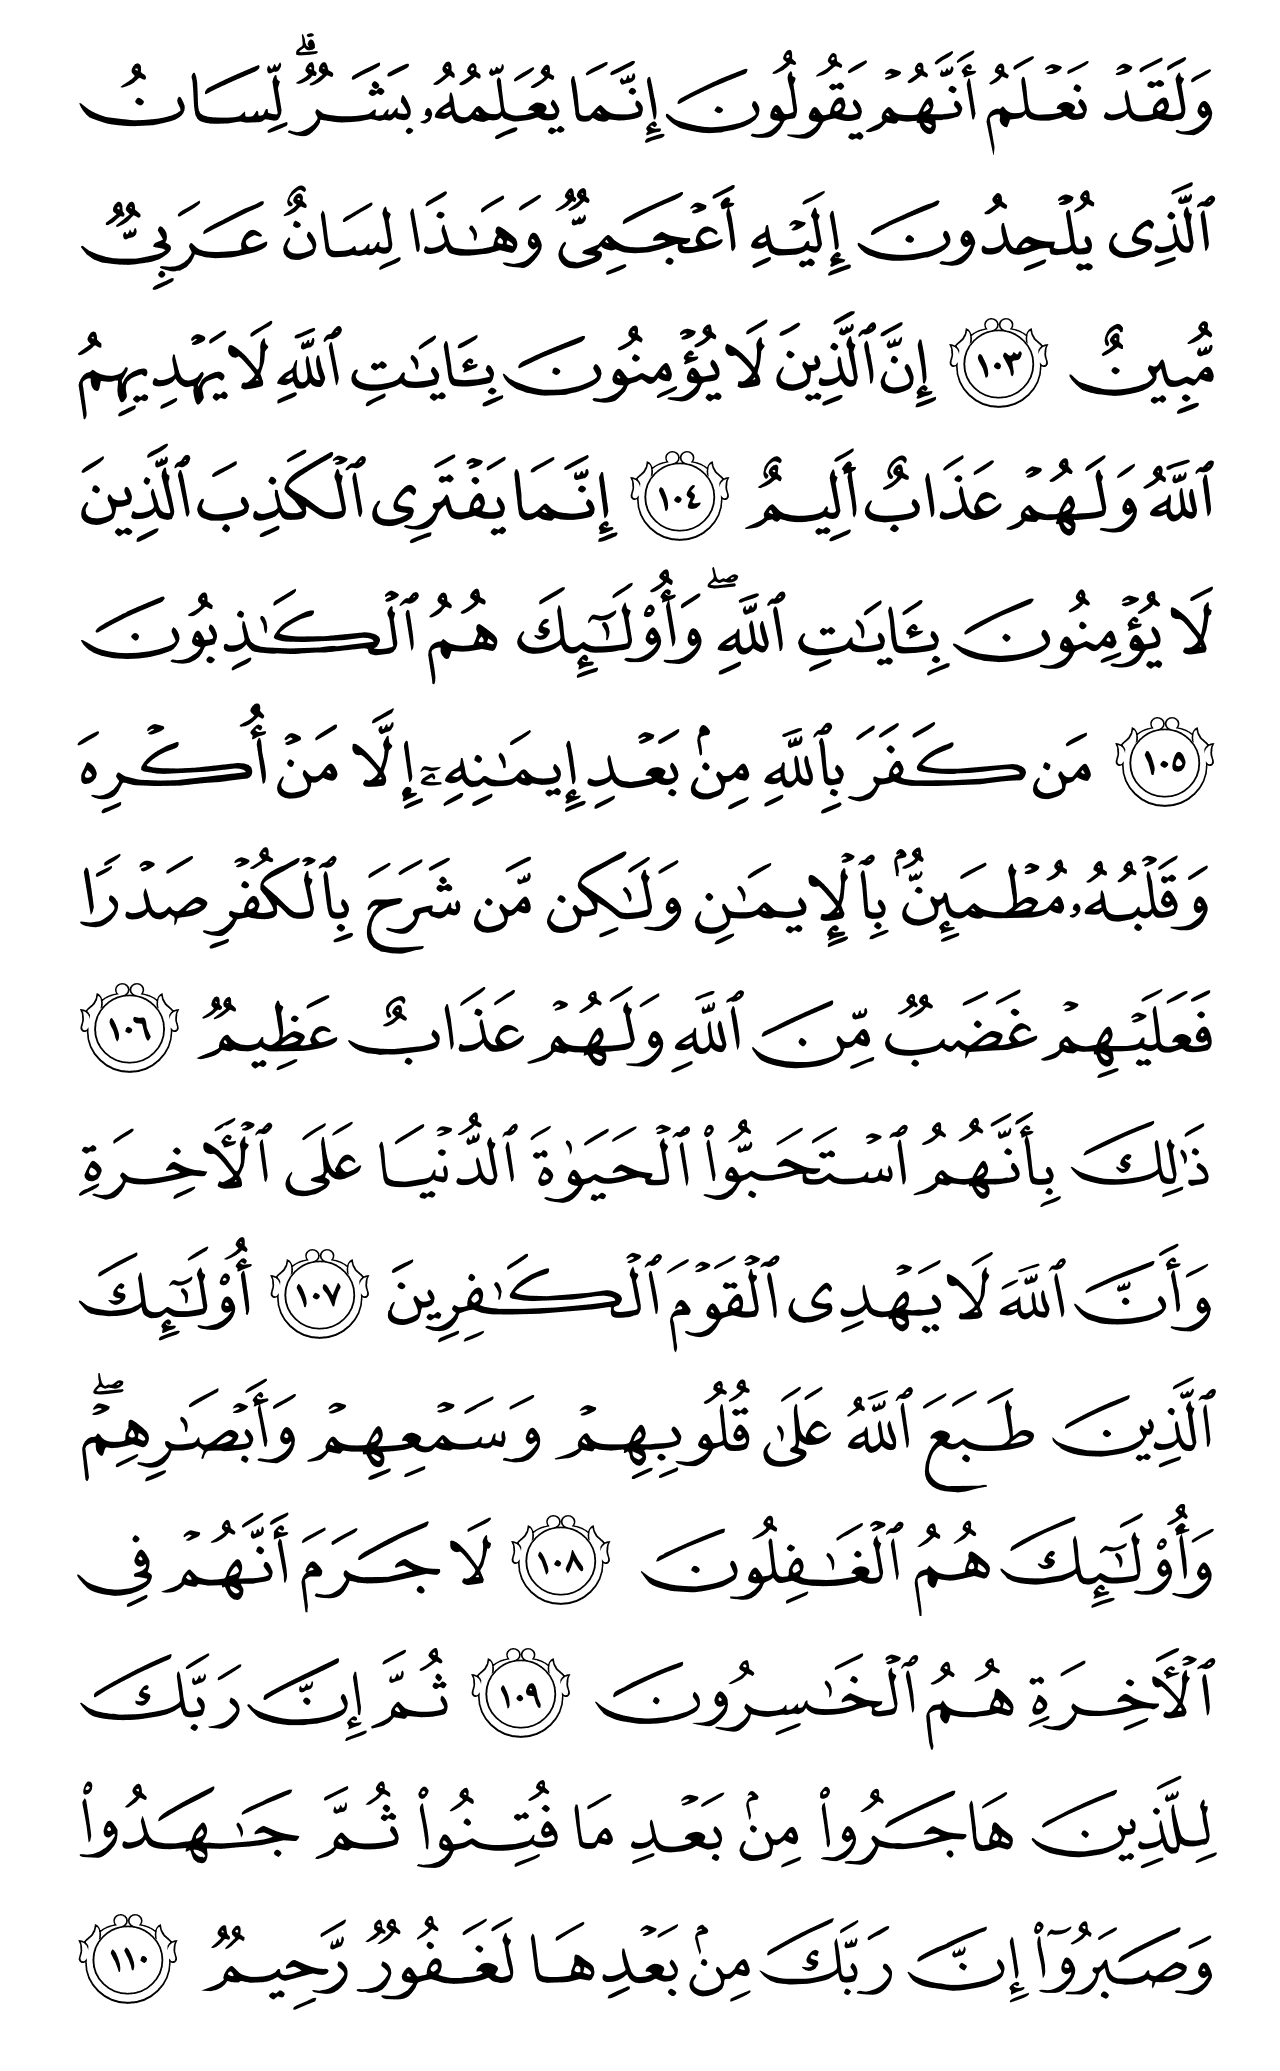 وَلَقَدۡ نَعۡلَمُ أَنَّهُمۡ يَقُولُونَ إِنَّمَا يُعَلِّمُهُۥ بَشَرٞۗ لِّسَانُ
ٱلَّذِي يُلۡحِدُونَ إِلَيۡهِ أَعۡجَمِيّٞ وَهَٰذَا لِسَانٌ عَرَبِيّٞ
مُّبِينٌ ١٠٣ إِنَّ ٱلَّذِينَ لَا يُؤۡمِنُونَ بِـَٔايَٰتِ ٱللَّهِ لَا يَهۡدِيهِمُ
ٱللَّهُ وَلَهُمۡ عَذَابٌ أَلِيمٌ ١٠٤ إِنَّمَا يَفۡتَرِي ٱلۡكَذِبَ ٱلَّذِينَ
لَا يُؤۡمِنُونَ بِـَٔايَٰتِ ٱللَّهِۖ وَأُوْلَٰٓئِكَ هُمُ ٱلۡكَٰذِبُونَ
١٠٥ مَن كَفَرَ بِٱللَّهِ مِنۢ بَعۡدِ إِيمَٰنِهِۦٓ إِلَّا مَنۡ أُكۡرِهَ
وَقَلۡبُهُۥ مُطۡمَئِنُّۢ بِٱلۡإِيمَٰنِ وَلَٰكِن مَّن شَرَحَ بِٱلۡكُفۡرِ صَدۡرٗا
فَعَلَيۡهِمۡ غَضَبٞ مِّنَ ٱللَّهِ وَلَهُمۡ عَذَابٌ عَظِيمٞ ١٠٦
ذَٰلِكَ بِأَنَّهُمُ ٱسۡتَحَبُّواْ ٱلۡحَيَوٰةَ ٱلدُّنۡيَا عَلَى ٱلۡأٓخِرَةِ
وَأَنَّ ٱللَّهَ لَا يَهۡدِي ٱلۡقَوۡمَ ٱلۡكَٰفِرِينَ ١٠٧ أُوْلَٰٓئِكَ
ٱلَّذِينَ طَبَعَ ٱللَّهُ عَلَىٰ قُلُوبِهِمۡ وَسَمۡعِهِمۡ وَأَبۡصَٰرِهِمۡۖ
وَأُوْلَٰٓئِكَ هُمُ ٱلۡغَٰفِلُونَ ١٠٨ لَا جَرَمَ أَنَّهُمۡ فِي
ٱلۡأٓخِرَةِ هُمُ ٱلۡخَٰسِرُونَ ١٠٩ ثُمَّ إِنَّ رَبَّكَ
لِلَّذِينَ هَاجَرُواْ مِنۢ بَعۡدِ مَا فُتِنُواْ ثُمَّ جَٰهَدُواْ
وَصَبَرُوٓاْ إِنَّ رَبَّكَ مِنۢ بَعۡدِهَا لَغَفُورٞ رَّحِيمٞ ١١٠